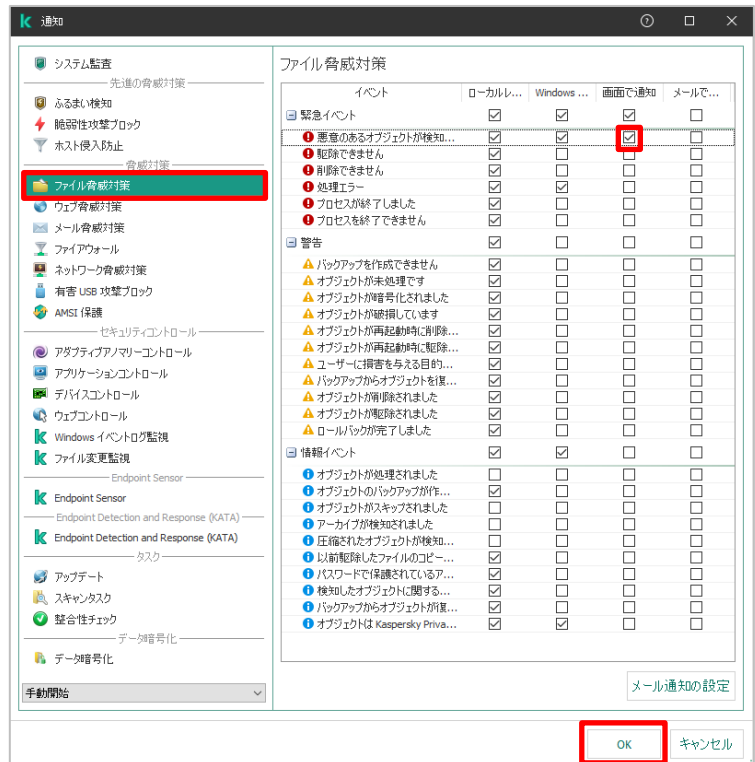 通知
システム監査
先進の脅威対策
ふるまい検知
脆弱性攻撃ブロック
ホスト侵入防止
脅威対策
ファイル脅威対策
ウェブ脅威対策
メール脅威対策
ファイアウォール
ネットワーク脅威対策
有害 USB 攻撃ブロック
AMSI 保護
セキュリティコントロール
アダプティブアノマリーコントロール
アプリケーションコントロール
デバイスコントロール
ウェブコントロール
Windows イベントログ監視
ファイル変更監視
Endpoint Sensor
Endpoint Sensor
Endpoint Detection and Response (KATA)
Endpoint Detection and Response (KATA)
タスク
アップデート
スキャンタスク
整合性チェック
データ暗号化
データ暗号化
手動開始
ファイル脅威対策
イベント ローカルレ... Windows ... 画面で通知 メールで...
緊急イベント
悪意のあるオブジェクトが検知...
駆除できません
削除できません
処理エラー
プロセスが終了しました
プロセスを終了できません
警告
バックアップを作成できません
オブジェクトが未処理です
オブジェクトが暗号化されました
オブジェクトが破損しています
オブジェクトが再起動時に削除...
オブジェクトが再起動時に駆除...
ユーザーに損害を与える目的...
バックアップからオブジェクトを復...
オブジェクトが削除されました
オブジェクトが駆除されました
ロールバックが完了しました
情報イベント
オブジェクトが処理されました
オブジェクトのバックアップが作...
オブジェクトがスキップされました
アーカイブが検知されました
圧縮されたオブジェクトが検知...
以前駆除したファイルのコピー...
パスワードで保護されているア...
検知したオブジェクトに関する...
バックアップからオブジェクトが復...
オブジェクトは Kaspersky Priva...
メール通知の設定
OK キャンセル